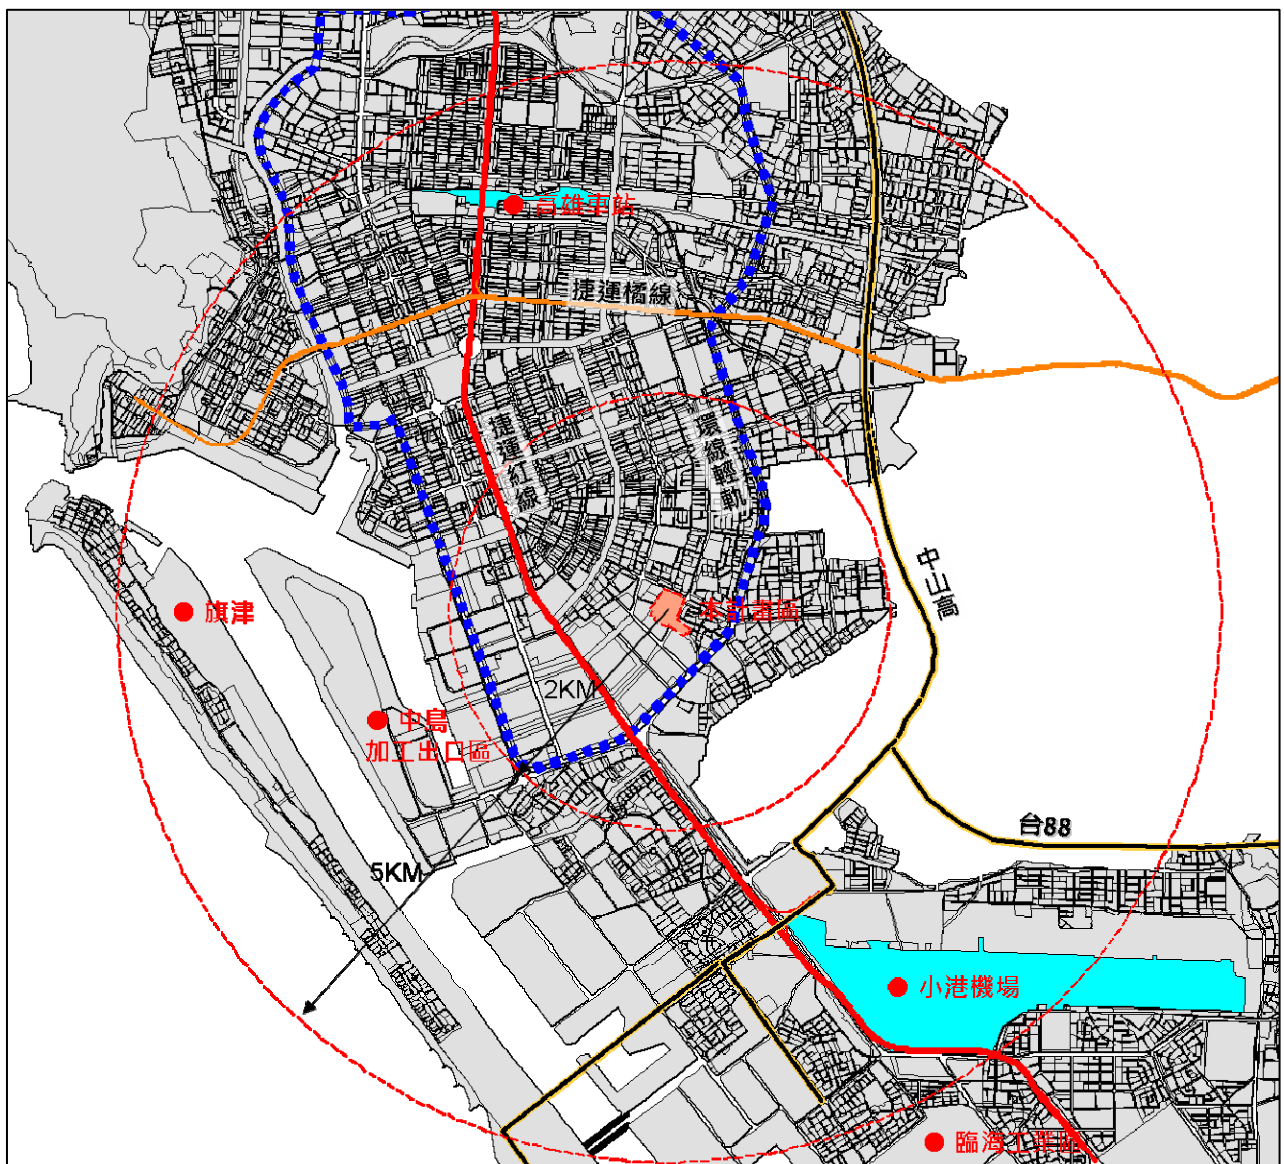 高雄車站
捷運橘線
捷運紅線
環線輕軌
中山高
旗津
本計畫區
2KM
中島
加工出口區
台88
5KM
小港機場
臨海工業區